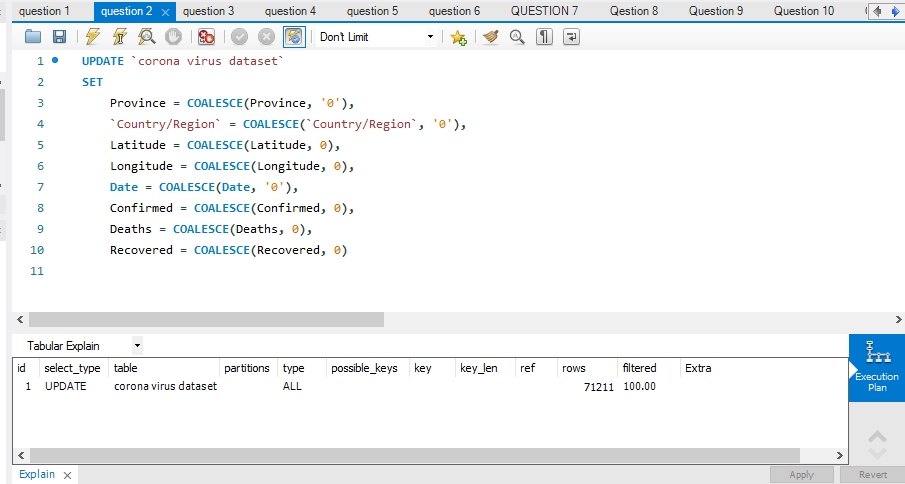 question 1 question 2 question 3 question 4 question 5 question 6 QUESTION 7 Qestion 8 Question 9 Question 10
Don't Limit
1 UPDATE `corona virus dataset`
2 SET
3 Province = COALESCE(Province, '0'),
4 `Country/Region` = COALESCE(`Country/Region`, '0'),
5 Latitude = COALESCE(Latitude, 0),
6 Longitude = COALESCE(Longitude, 0),
7 Date = COALESCE(Date, '0'),
8 Confirmed = COALESCE(Confirmed, 0),
9 Deaths = COALESCE(Deaths, 0),
10 Recovered = COALESCE(Recovered, 0)
11
Tabular Explain
id select_type table partitions type possible_keys key key_len ref rows filtered Extra
1 UPDATE corona virus dataset ALL 71211 100.00
Execution
Plan
Explain Apply Revert